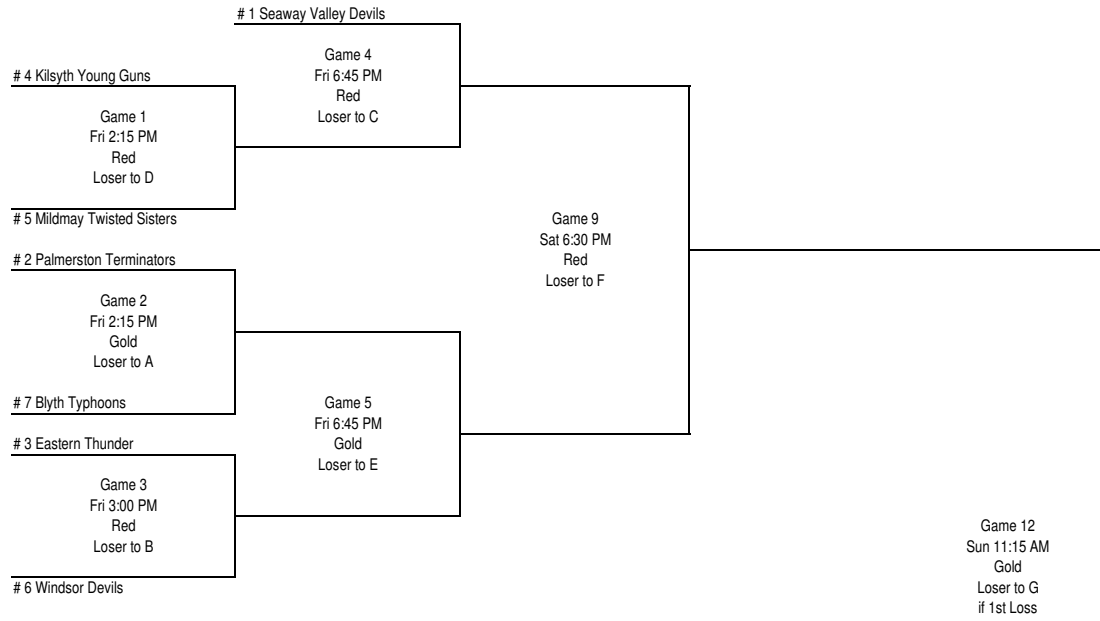 # 1 Seaway Valley Devils
Game 4
Fri 6:45 PM
Red
Loser to C
# 4 Kilsyth Young Guns
Game 1
Fri 2:15 PM
Red
Loser to D
# 5 Mildmay Twisted Sisters
Game 9
Sat 6:30 PM
Red
Loser to F
# 2 Palmerston Terminators
Game 2
Fri 2:15 PM
Gold
Loser to A
# 7 Blyth Typhoons
Game 5
Fri 6:45 PM
Gold
Loser to E
# 3 Eastern Thunder
Game 3
Fri 3:00 PM
Red
Loser to B
# 6 Windsor Devils
Game 12
Sun 11:15 AM
Gold
Loser to G
if 1st Loss